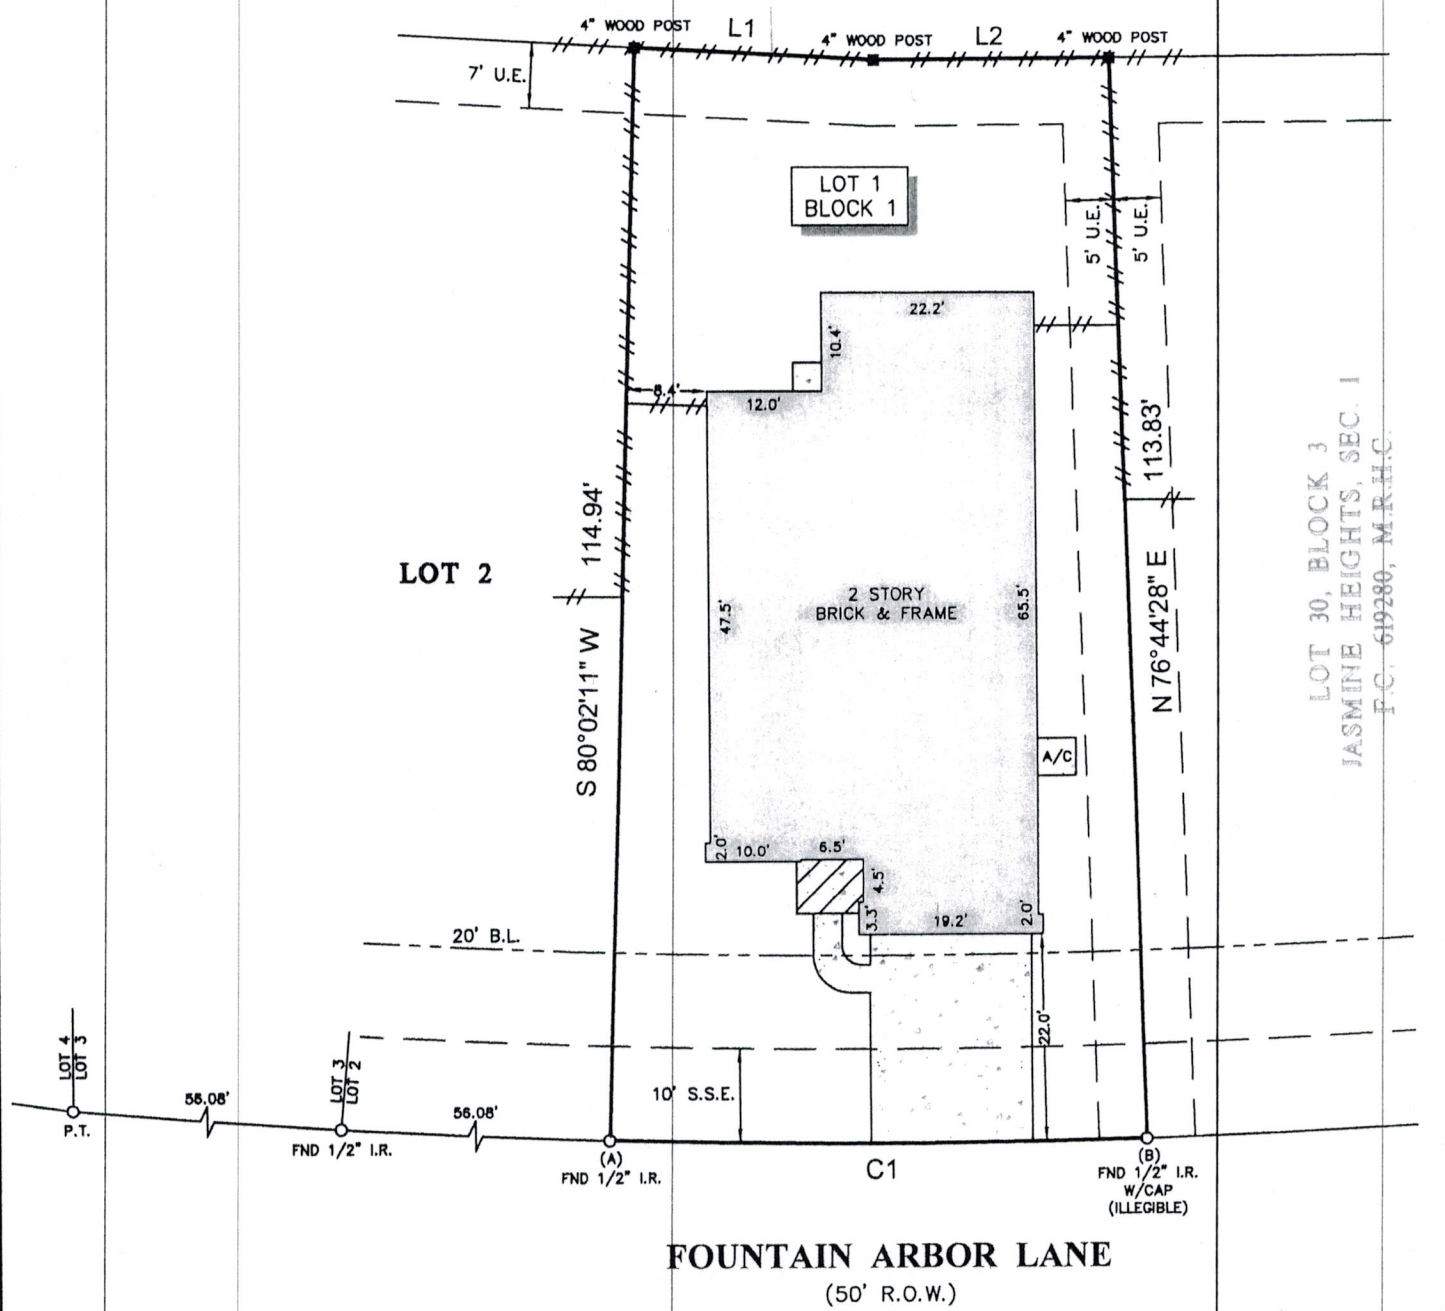 4" WOOD POST
L1
4" WOOD POST
L2
4" WOOD POST
7' U.E.
LOT 1
BLOCK 1
5' U.E.
5' U.E.
22.2'
10.4'
8.4'
12.0'
113.83'
N 76°44'28" E
LOT 30, BLOCK 3
JASMINE HEIGHTS, SEC. 1
F.C. 619280, M.R.H.C.
114.94'
S 80°02'11" W
LOT 2
2 STORY
BRICK & FRAME
47.5'
65.5'
A/C
2.0'
10.0'
6.5'
4.5'
3.3'
19.2'
2.0'
20' B.L.
22.0'
10' S.S.E.
LOT 4
LOT 3
LOT 3
LOT 2
P.T.
56.08'
FND 1/2" I.R.
56.08'
(A)
FND 1/2" I.R.
C1
(B)
FND 1/2" I.R.
W/CAP
(ILLEGIBLE)
FOUNTAIN ARBOR LANE
(50' R.O.W.)